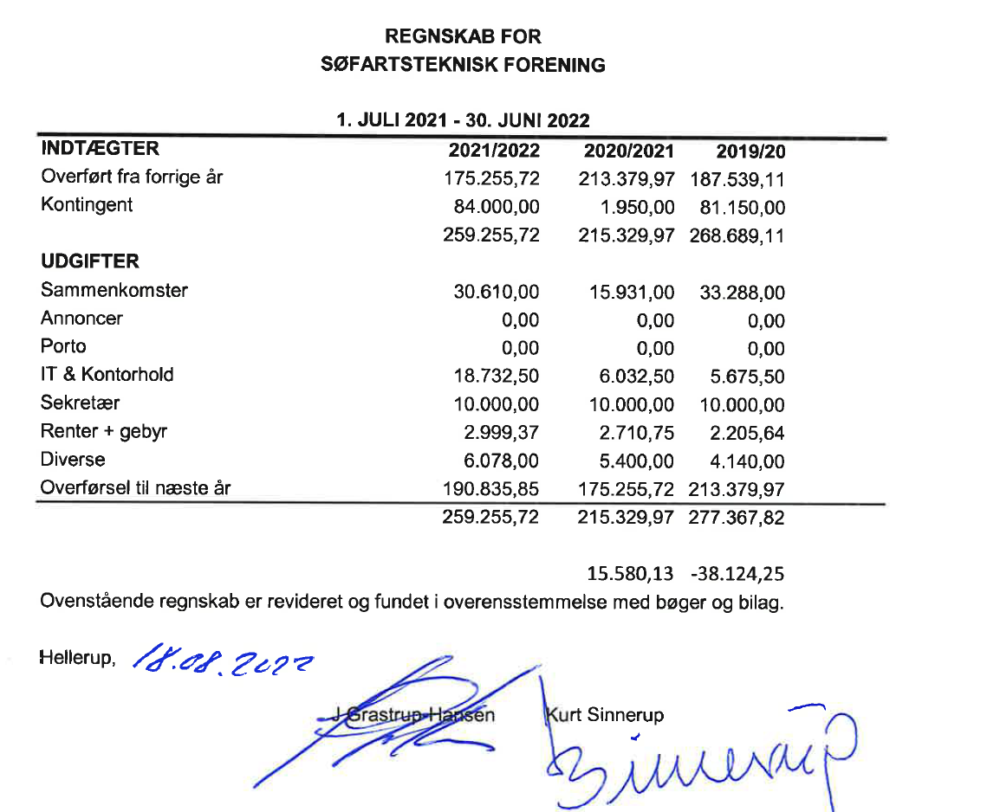 REGNSKAB FOR
SØFARTSTEKNISK FORENING
1. JULI 2021 - 30. JUNI 2022
INDTÆGTER 2021/2022 2020/2021 2019/20
Overført fra forrige år 175.255,72 213.379,97 187.539,11
Kontingent 84.000,00 1.950,00 81.150,00
259.255,72 215.329,97 268.689,11
UDGIFTER
Sammenkomster 30.610,00 15.931,00 33.288,00
Annoncer 0,00 0,00 0,00
Porto 0,00 0,00 0,00
IT & Kontorhold 18.732,50 6.032,50 5.675,50
Sekretær 10.000,00 10.000,00 10.000,00
Renter + gebyr 2.999,37 2.710,75 2.205,64
Diverse 6.078,00 5.400,00 4.140,00
Overførsel til næste år 190.835,85 175.255,72 213.379,97
259.255,72 215.329,97 277.367,82
15.580,13 -38.124,25
Ovenstående regnskab er revideret og fundet i overensstemmelse med bøger og bilag.
Hellerup, 18.08.2022
J Grastrup-Hansen Kurt Sinnerup
Sinnerup